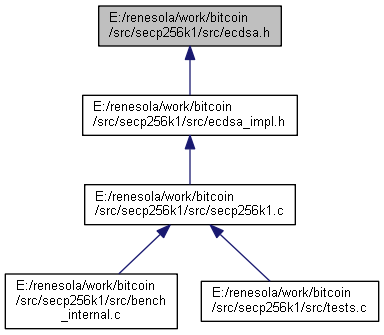 E:/renesola/work/bitcoin
/src/secp256k1/src/ecdsa.h
E:/renesola/work/bitcoin
/src/secp256k1/src/ecdsa_impl.h
E:/renesola/work/bitcoin
/src/secp256k1/src/secp256k1.c
E:/renesola/work/bitcoin
/src/secp256k1/src/bench
_internal.c
E:/renesola/work/bitcoin
/src/secp256k1/src/tests.c